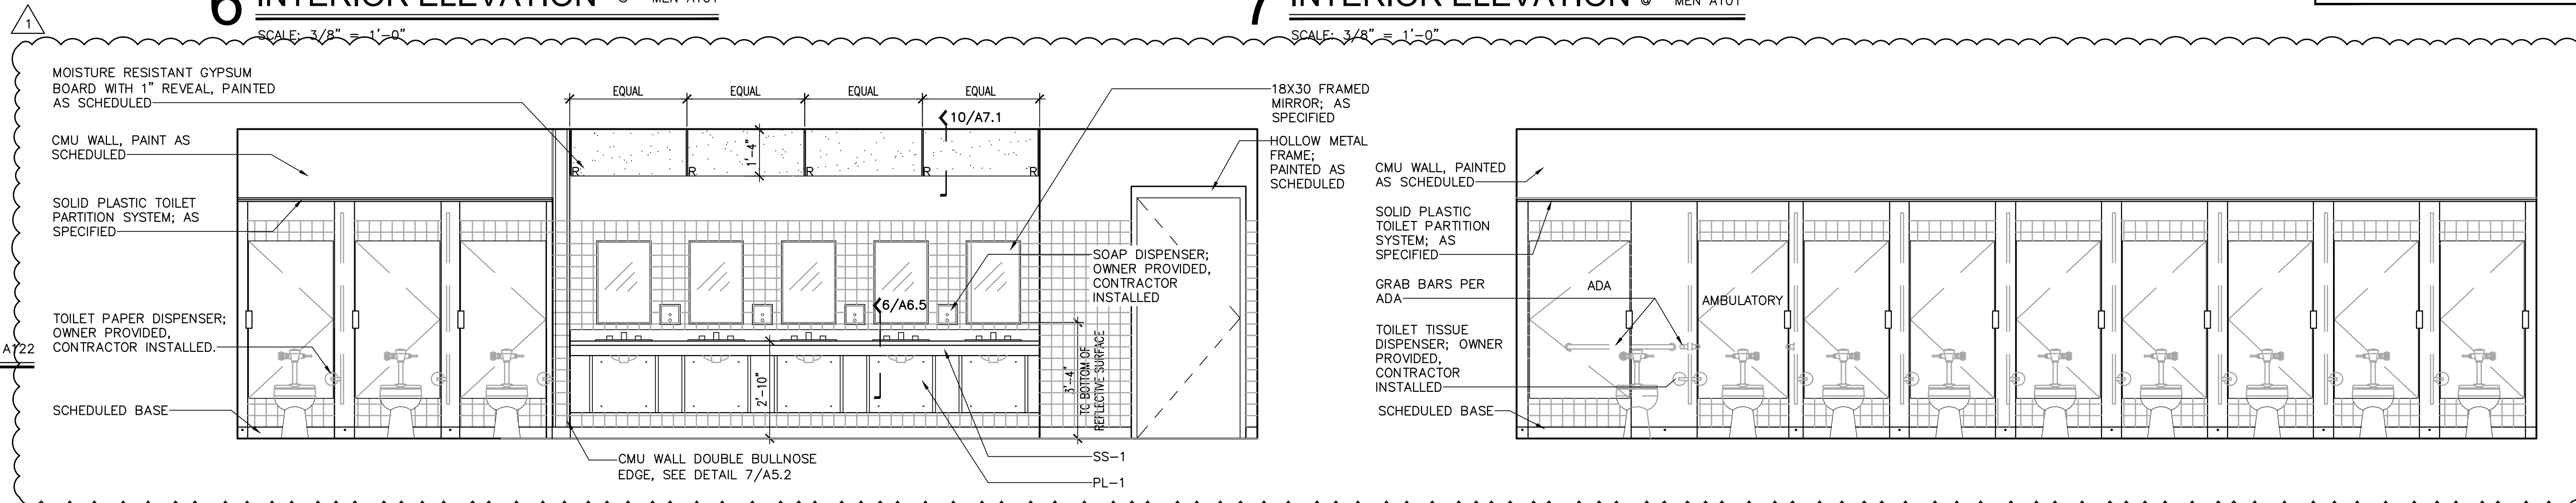 1
6 INTERIOR ELEVATION @ MEN A101
SCALE: 3/8" = 1'-0"
7 INTERIOR ELEVATION @ MEN A101
SCALE: 3/8" = 1'-0"
MOISTURE RESISTANT GYPSUM
BOARD WITH 1" REVEAL, PAINTED
AS SCHEDULED
CMU WALL, PAINT AS
SCHEDULED
SOLID PLASTIC TOILET
PARTITION SYSTEM; AS
SPECIFIED
TOILET PAPER DISPENSER;
OWNER PROVIDED,
CONTRACTOR INSTALLED.
A122
SCHEDULED BASE
EQUAL
EQUAL
EQUAL
EQUAL
10/A7.1
1'-4"
R
R
R
R
R
6/A6.5
2'-10"
3'-4"
TO BOTTOM OF
REFLECTIVE SURFACE
18X30 FRAMED
MIRROR; AS
SPECIFIED
HOLLOW METAL
FRAME;
PAINTED AS
SCHEDULED
SOAP DISPENSER;
OWNER PROVIDED,
CONTRACTOR
INSTALLED
CMU WALL DOUBLE BULLNOSE
EDGE, SEE DETAIL 7/A5.2
SS-1
PL-1
CMU WALL, PAINTED
AS SCHEDULED
SOLID PLASTIC
TOILET PARTITION
SYSTEM; AS
SPECIFIED
GRAB BARS PER
ADA
TOILET TISSUE
DISPENSER; OWNER
PROVIDED,
CONTRACTOR
INSTALLED
SCHEDULED BASE
ADA
AMBULATORY